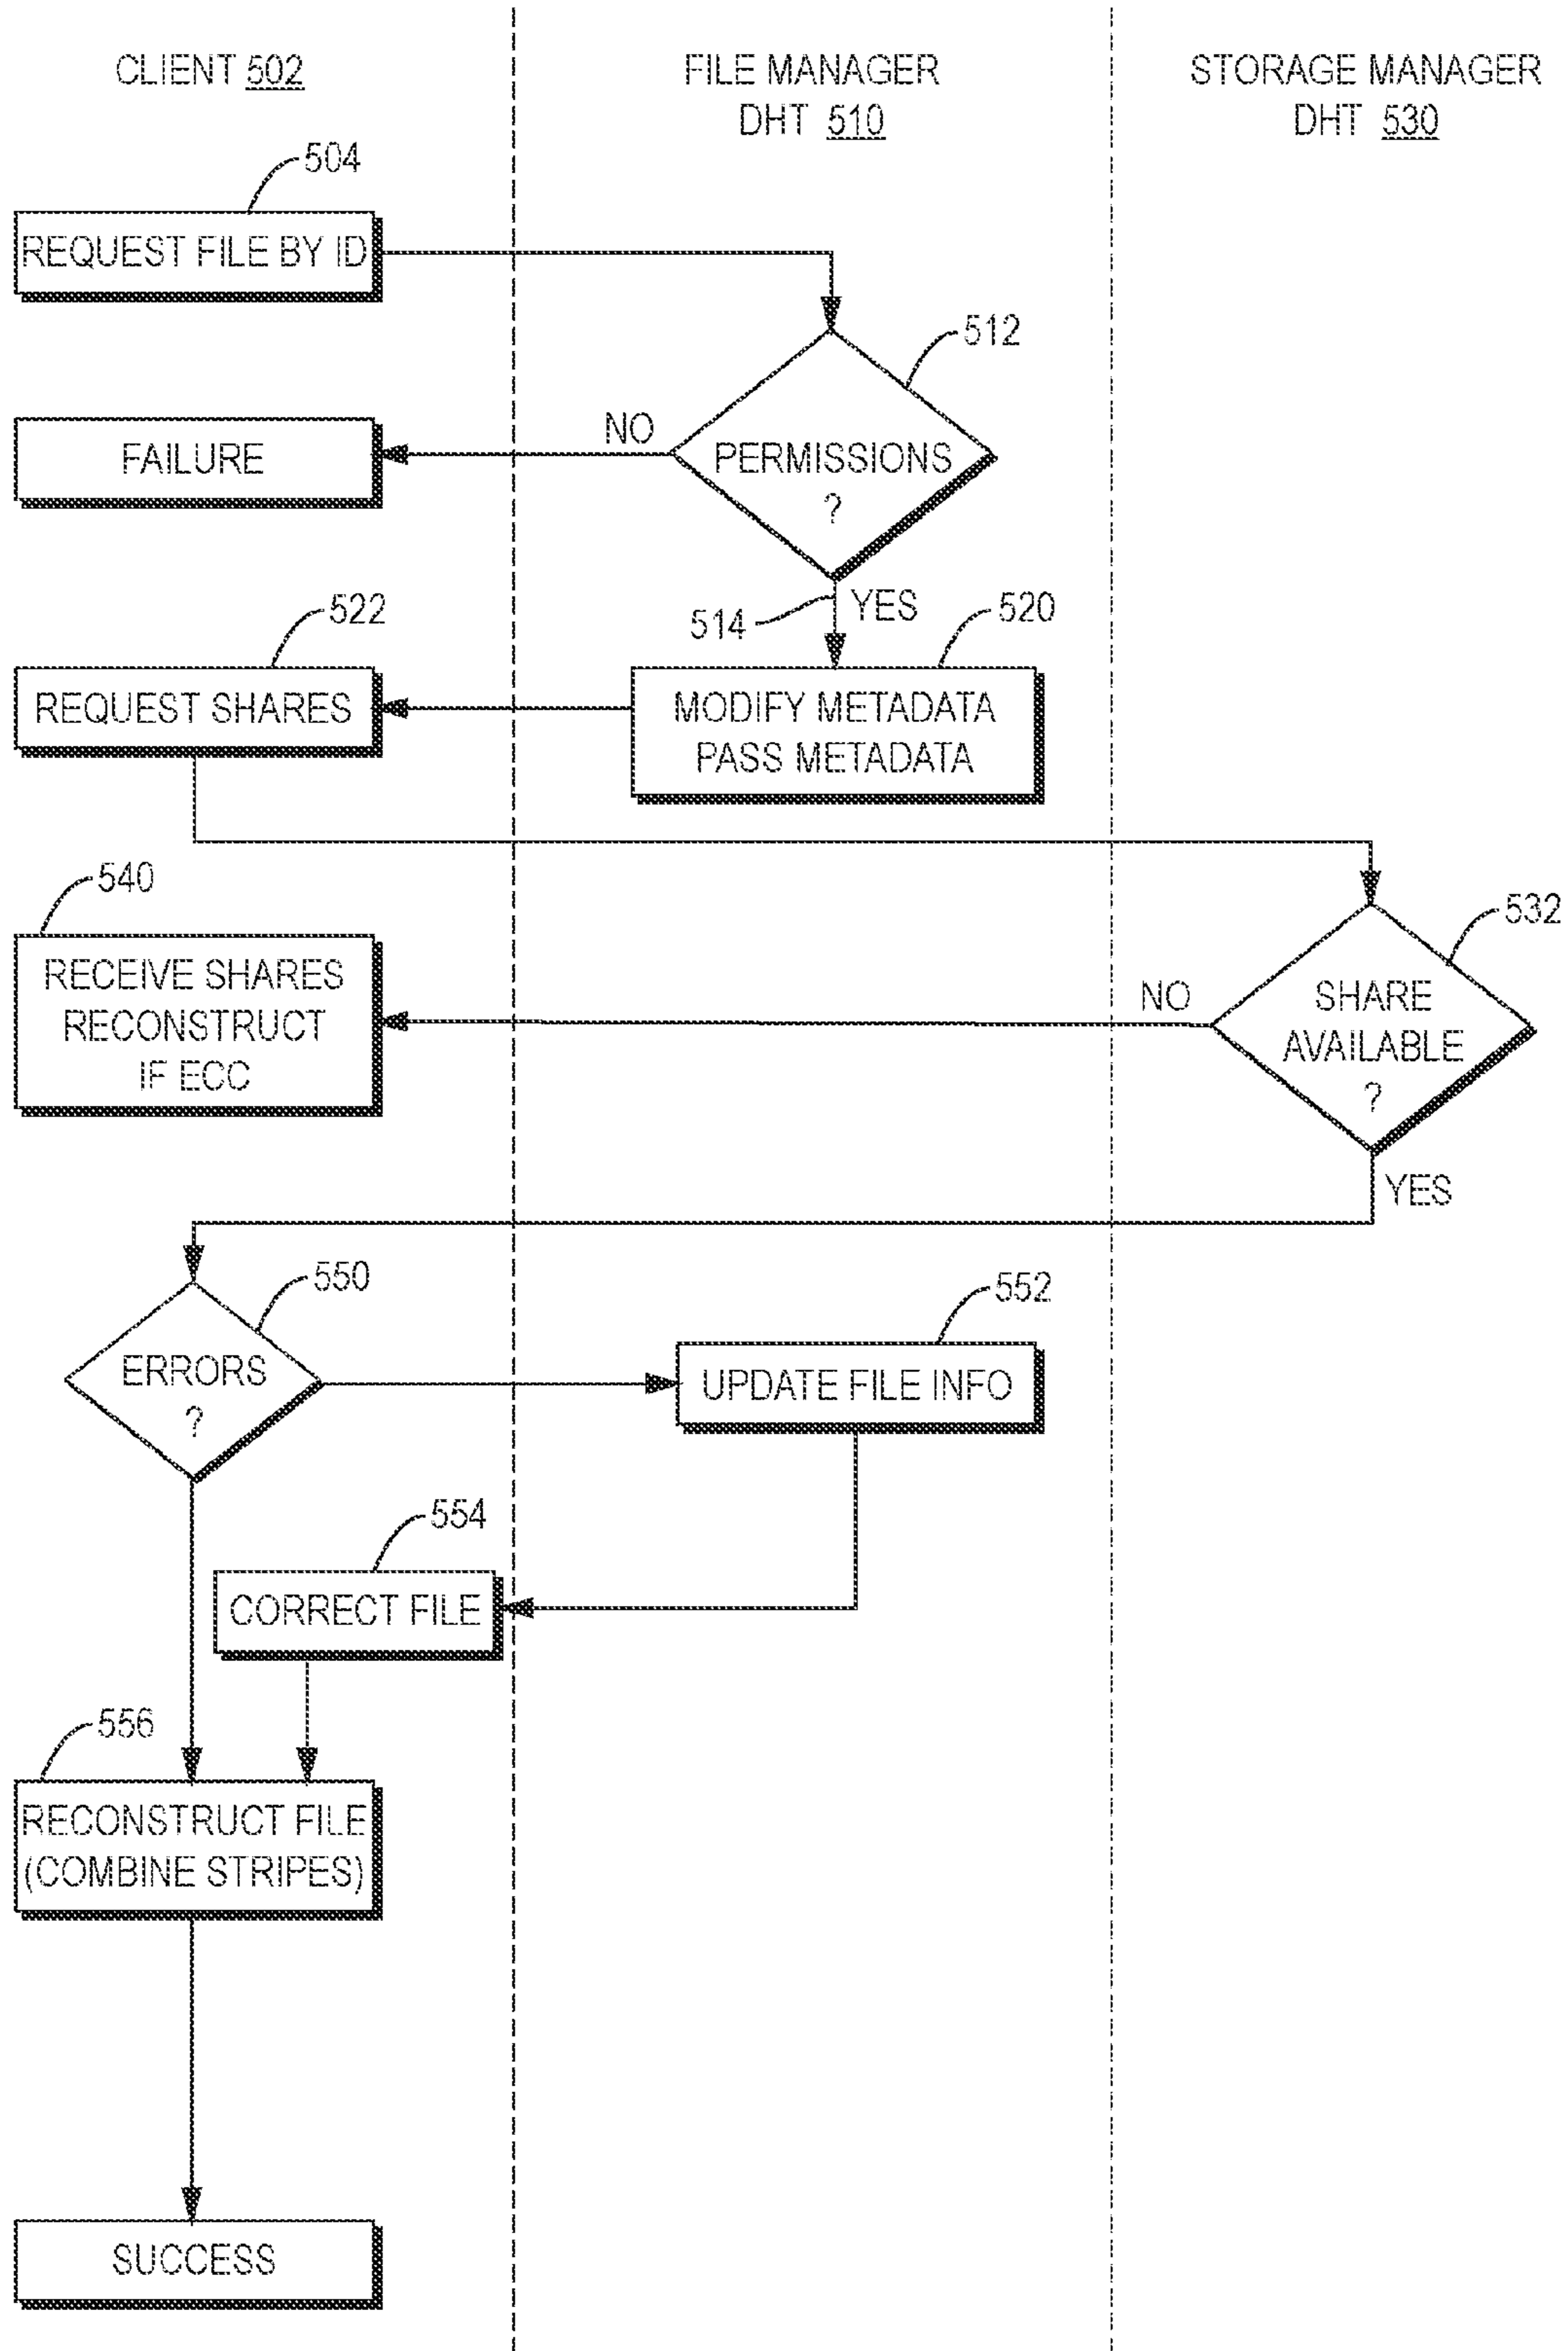 CLIENT 502
FILE MANAGER
DHT 510
STORAGE MANAGER
DHT 530
504
REQUEST FILE BY ID
512
PERMISSIONS
?
NO
FAILURE
514
YES
520
522
REQUEST SHARES
MODIFY METADATA
PASS METADATA
532
SHARE
AVAILABLE
?
NO
540
RECEIVE SHARES
RECONSTRUCT
IF ECC
YES
550
ERRORS
?
552
UPDATE FILE INFO
554
CORRECT FILE
556
RECONSTRUCT FILE
(COMBINE STRIPES)
SUCCESS